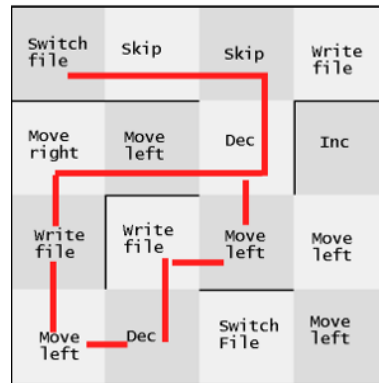 Switch
file
Skip
Skip
Write
file
Move
right
Move
left
Dec
Inc
Write
file
Write
file
Move
left
Move
left
Move
left
Dec
Switch
File
Move
left